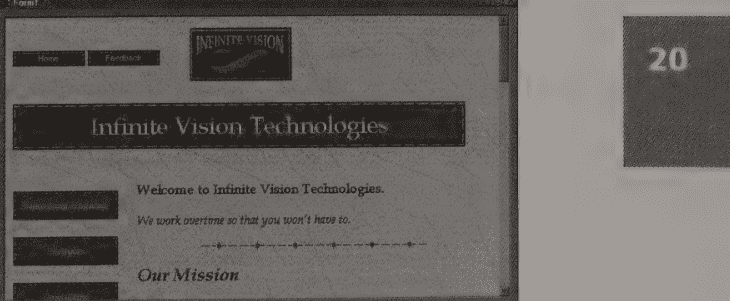 Form1
INFINITE VISION
Home
Feedback
20
Infinite Vision Technologies
Welcome to Infinite Vision Technologies.
We work overtime so that you won't have to.
Our Mission